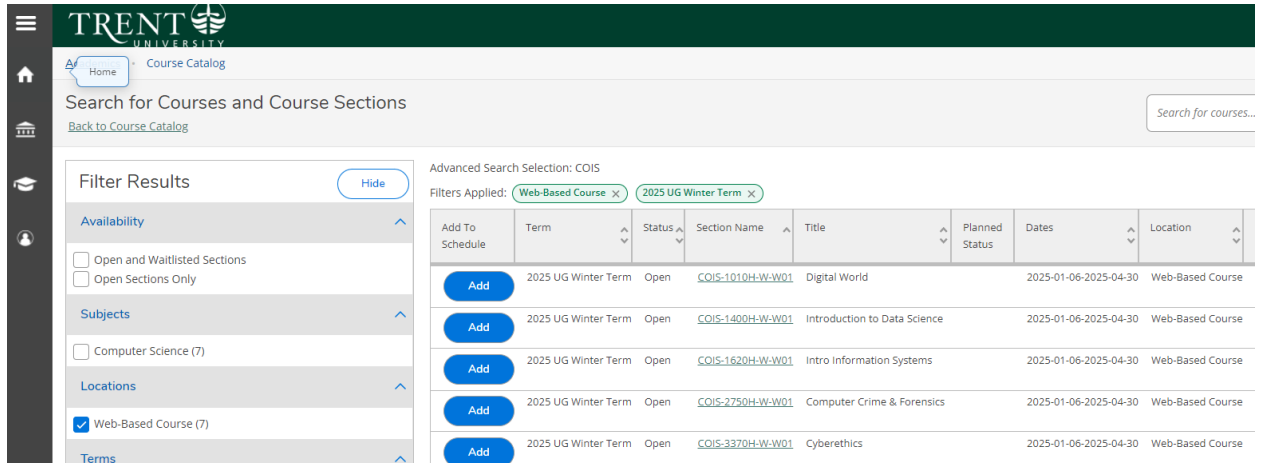 TRENT
UNIVERSITY
Home
Course Catalog
Search for Courses and Course Sections
Back to Course Catalog
Search for courses...
Filter Results
Hide
Availability
Open and Waitlisted Sections
Open Sections Only
Subjects
Computer Science (7)
Locations
Web-Based Course (7)
Terms
Advanced Search Selection: COIS
Filters Applied: Web-Based Course × 2025 UG Winter Term ×
Add To Schedule Term Status Section Name Title Planned Status Dates Location
Add 2025 UG Winter Term Open COIS-1010H-W-W01 Digital World 2025-01-06-2025-04-30 Web-Based Course
Add 2025 UG Winter Term Open COIS-1400H-W-W01 Introduction to Data Science 2025-01-06-2025-04-30 Web-Based Course
Add 2025 UG Winter Term Open COIS-1620H-W-W01 Intro Information Systems 2025-01-06-2025-04-30 Web-Based Course
Add 2025 UG Winter Term Open COIS-2750H-W-W01 Computer Crime & Forensics 2025-01-06-2025-04-30 Web-Based Course
Add 2025 UG Winter Term Open COIS-3370H-W-W01 Cyberethics 2025-01-06-2025-04-30 Web-Based Course